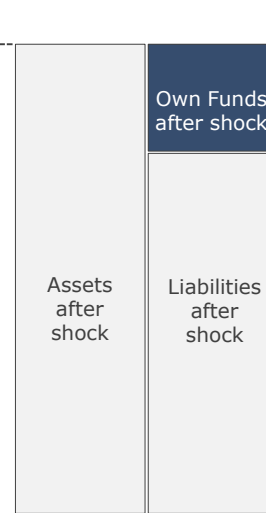 Own Funds
after shock
Assets
after
shock
Liabilities
after
shock